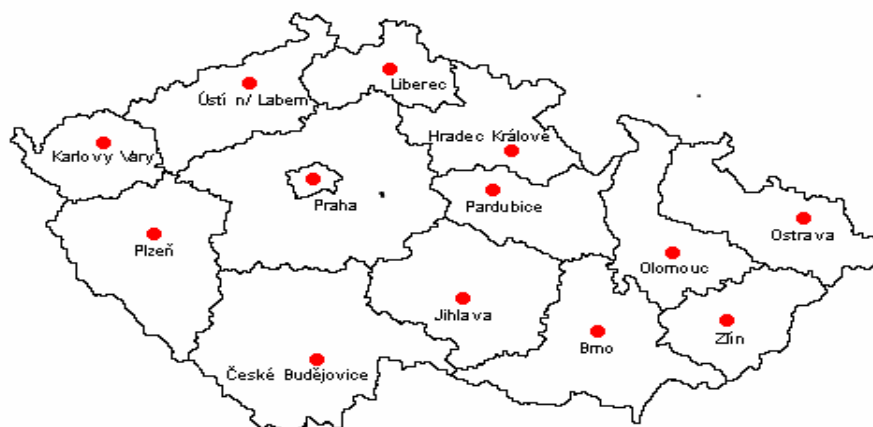 Liberec
Ústí n/ Labem
Hradec Králové
Karlovy Vary
Praha
Pardubice
Plzeň
Ostrava
Olomouc
Jihlava
Zlín
Brno
České Budějovice